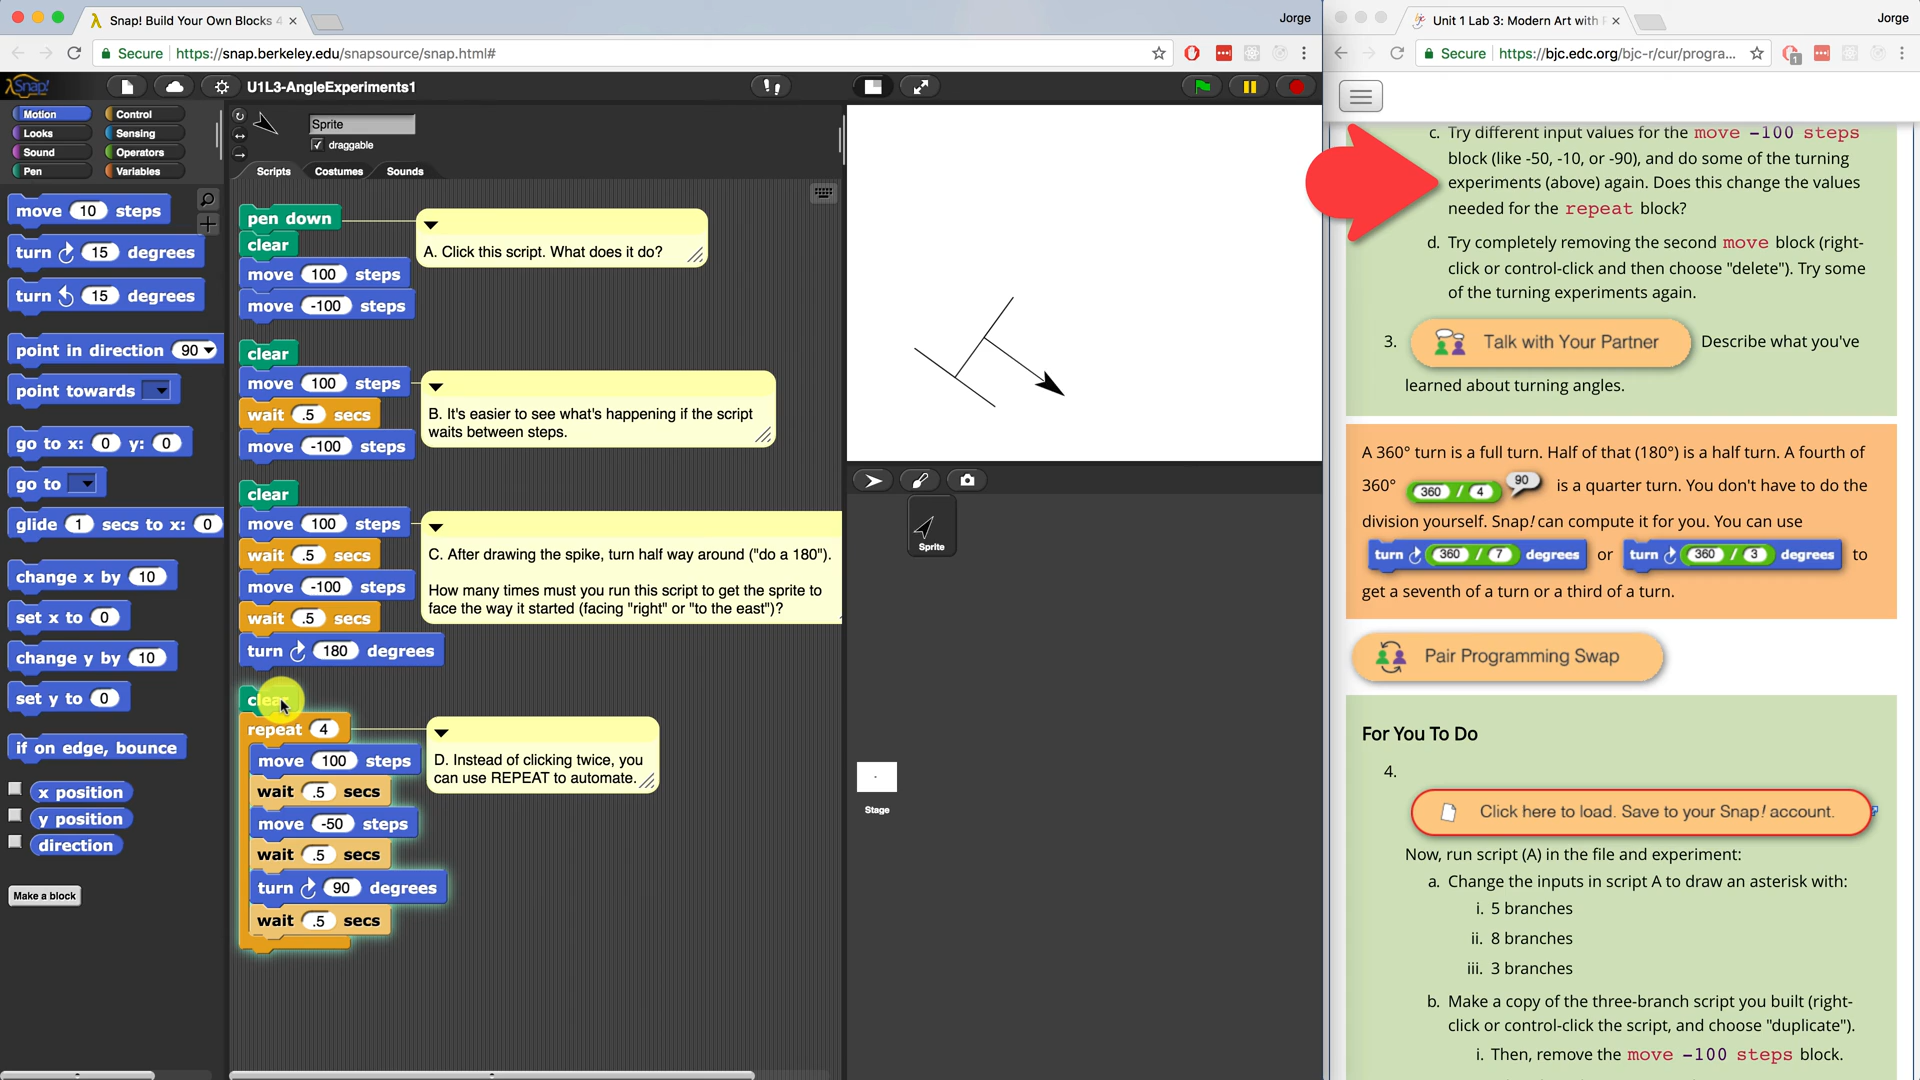 Snap! Build Your Own Blocks 4
Jorge
Secure https://snap.berkeley.edu/snapsource/snap.html#
Snap!
U1L3-AngleExperiments1
Motion
Control
Looks
Sensing
Sound
Operators
Pen
Variables
move 10 steps
turn 15 degrees
turn 15 degrees
point in direction 90
point towards
go to x: 0 y: 0
go to
glide 1 secs to x: 0
change x by 10
set x to 0
change y by 10
set y to 0
if on edge, bounce
x position
y position
direction
Make a block
Sprite
draggable
Scripts Costumes Sounds
pen down
clear
move 100 steps
move -100 steps
A. Click this script. What does it do?
clear
move 100 steps
wait .5 secs
move -100 steps
B. It's easier to see what's happening if the script
waits between steps.
clear
move 100 steps
wait .5 secs
move -100 steps
wait .5 secs
turn 180 degrees
C. After drawing the spike, turn half way around ("do a 180").
How many times must you run this script to get the sprite to
face the way it started (facing "right" or "to the east")?
clear
repeat 4
move 100 steps
wait .5 secs
move -50 steps
wait .5 secs
turn 90 degrees
wait .5 secs
D. Instead of clicking twice, you
can use REPEAT to automate.
Sprite
Stage
Unit 1 Lab 3: Modern Art with
Jorge
Secure https://bjc.edc.org/bjc-r/cur/progra...
1
c. Try different input values for the move -100 steps
block (like -50, -10, or -90), and do some of the turning
experiments (above) again. Does this change the values
needed for the repeat block?
d. Try completely removing the second move block (right-
click or control-click and then choose "delete"). Try some
of the turning experiments again.
3. Talk with Your Partner Describe what you've
learned about turning angles.
A 360° turn is a full turn. Half of that (180°) is a half turn. A fourth of
360° 360 / 4 90 is a quarter turn. You don't have to do the
division yourself. Snap! can compute it for you. You can use
turn 360 / 7 degrees or turn 360 / 3 degrees to
get a seventh of a turn or a third of a turn.
Pair Programming Swap
For You To Do
4.
Click here to load. Save to your Snap! account.
Now, run script (A) in the file and experiment:
a. Change the inputs in script A to draw an asterisk with:
i. 5 branches
ii. 8 branches
iii. 3 branches
b. Make a copy of the three-branch script you built (right-
click or control-click the script, and choose "duplicate").
i. Then, remove the move -100 steps block.